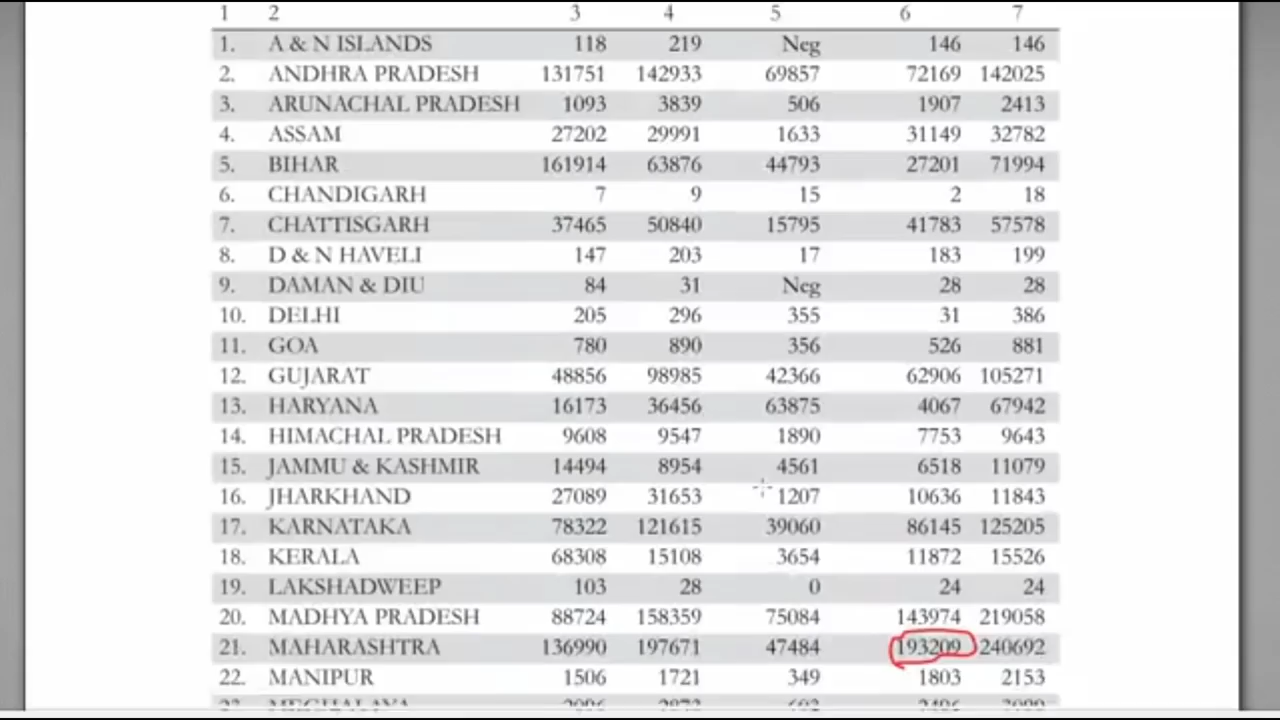 1 2 3 4 5 6 7
1. A & N ISLANDS 118 219 Neg 146 146
2. ANDHRA PRADESH 131751 142933 69857 72169 142025
3. ARUNACHAL PRADESH 1093 3839 506 1907 2413
4. ASSAM 27202 29991 1633 31149 32782
5. BIHAR 161914 63876 44793 27201 71994
6. CHANDIGARH 7 9 15 2 18
7. CHATTISGARH 37465 50840 15795 41783 57578
8. D & N HAVELI 147 203 17 183 199
9. DAMAN & DIU 84 31 Neg 28 28
10. DELHI 205 296 355 31 386
11. GOA 780 890 356 526 881
12. GUJARAT 48856 98985 42366 62906 105271
13. HARYANA 16173 36456 63875 4067 67942
14. HIMACHAL PRADESH 9608 9547 1890 7753 9643
15. JAMMU & KASHMIR 14494 8954 4561 6518 11079
16. JHARKHAND 27089 31653 1207 10636 11843
17. KARNATAKA 78322 121615 39060 86145 125205
18. KERALA 68308 15108 3654 11872 15526
19. LAKSHADWEEP 103 28 0 24 24
20. MADHYA PRADESH 88724 158359 75084 143974 219058
21. MAHARASHTRA 136990 197671 47484 193209 240692
22. MANIPUR 1506 1721 349 1803 2153